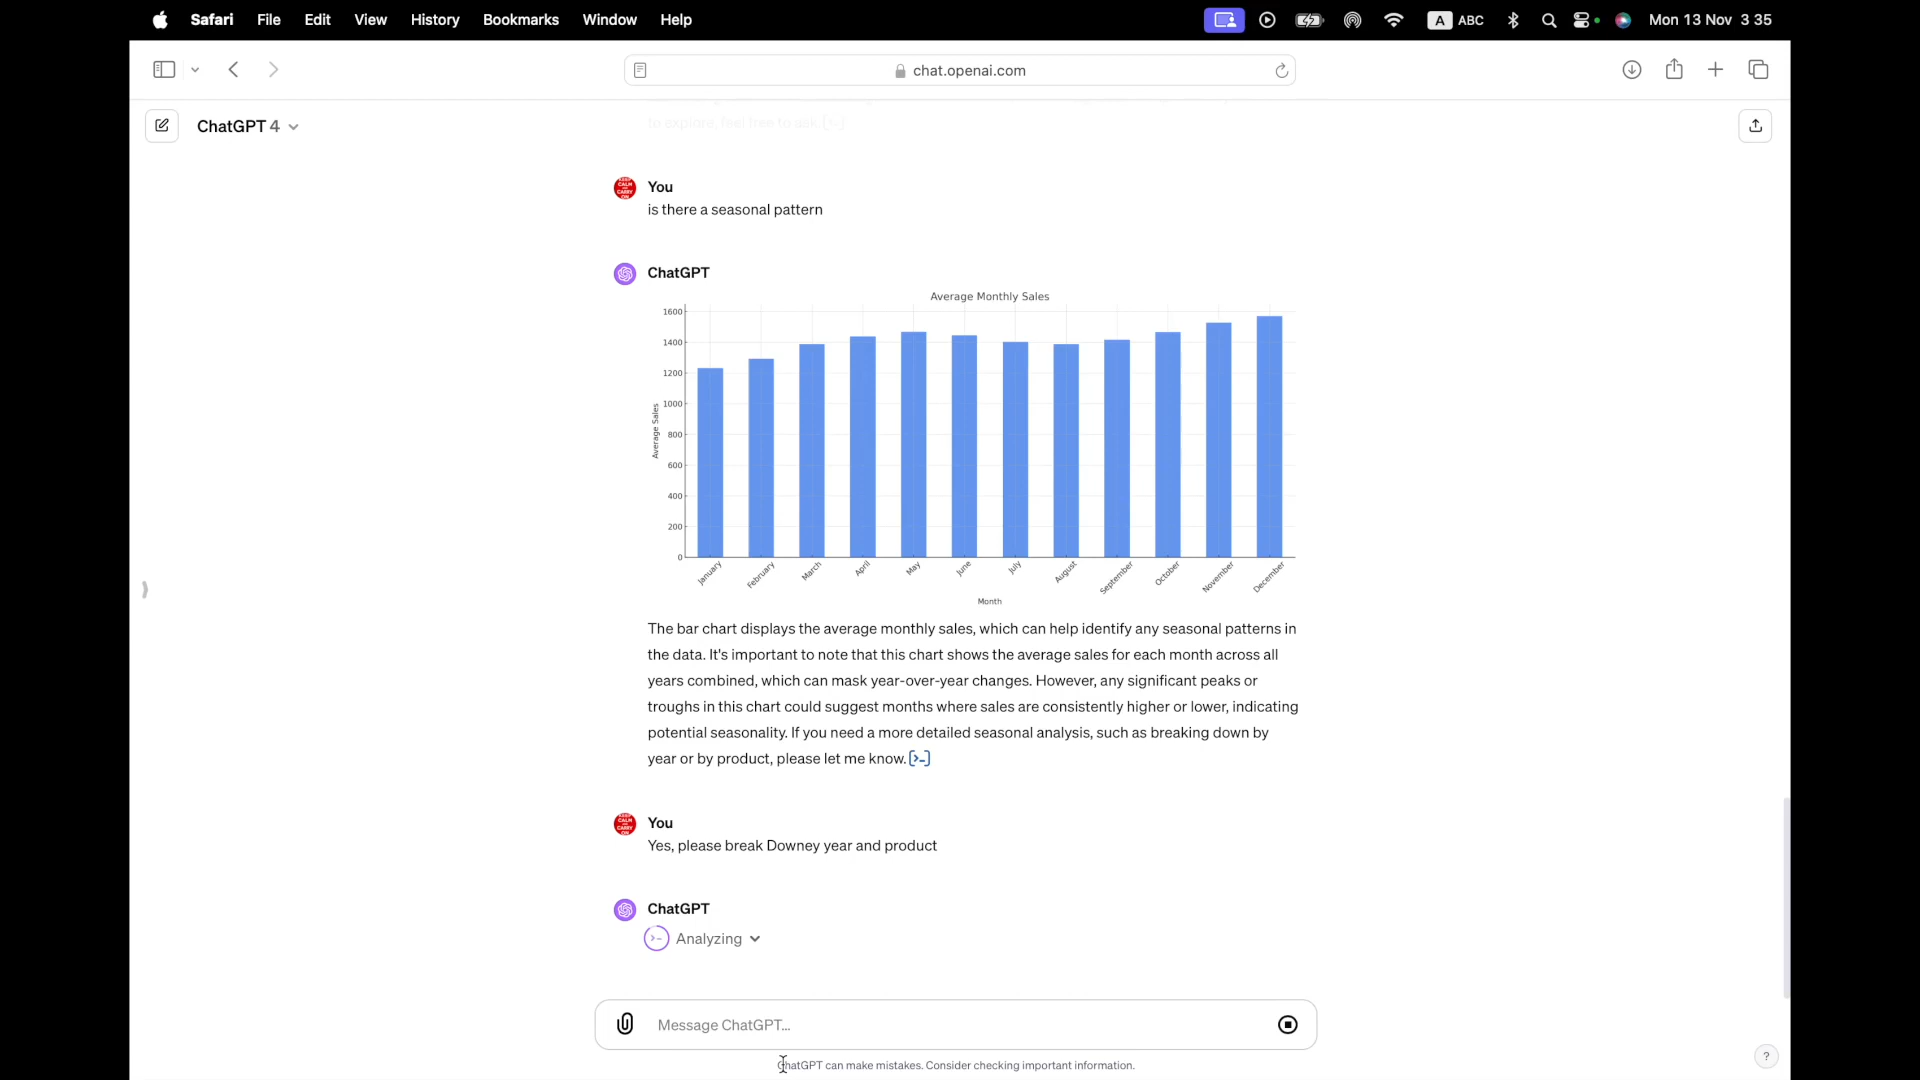 Safari File Edit View History Bookmarks Window Help A ABC Mon 13 Nov 3 35
chat.openai.com
ChatGPT 4
to explore, feel free to ask.
You
is there a seasonal pattern
ChatGPT
Average Monthly Sales
1600
1400
1200
1000
800
600
400
200
0
Average Sales
January February March April May June July August September October November December
Month
The bar chart displays the average monthly sales, which can help identify any seasonal patterns in
the data. It's important to note that this chart shows the average sales for each month across all
years combined, which can mask year-over-year changes. However, any significant peaks or
troughs in this chart could suggest months where sales are consistently higher or lower, indicating
potential seasonality. If you need a more detailed seasonal analysis, such as breaking down by
year or by product, please let me know. [>-]
You
Yes, please break Downey year and product
ChatGPT
Analyzing
Message ChatGPT...
ChatGPT can make mistakes. Consider checking important information.
?